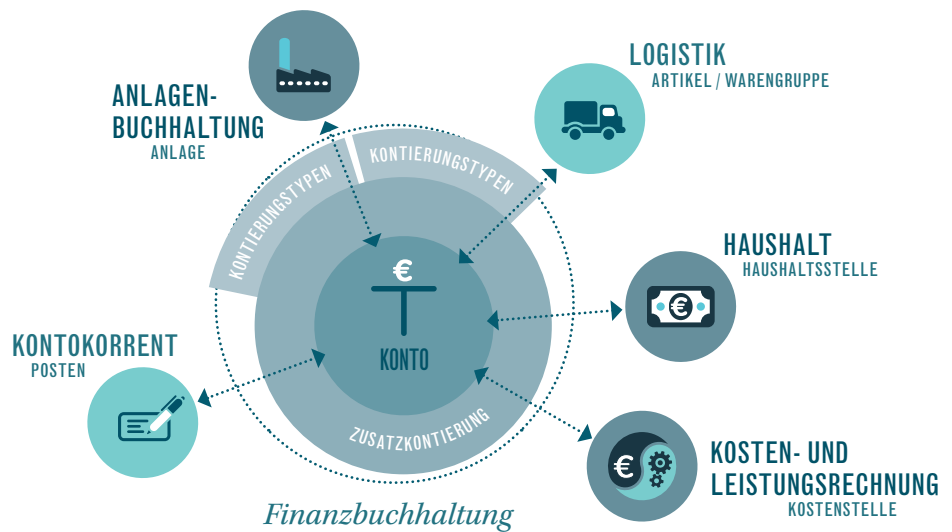 LOGISTIK
ARTIKEL / WARENGRUPPE
ANLAGEN-
BUCHHALTUNG
ANLAGE
KONTIERUNGSTYPEN
KONTIERUNGSTYPEN
HAUSHALT
HAUSHALTSSTELLE
€
€
KONTO
KONTOKORRENT
POSTEN
ZUSATZKONTIERUNG
€
KOSTEN- UND
LEISTUNGSRECHNUNG
KOSTENSTELLE
Finanzbuchhaltung